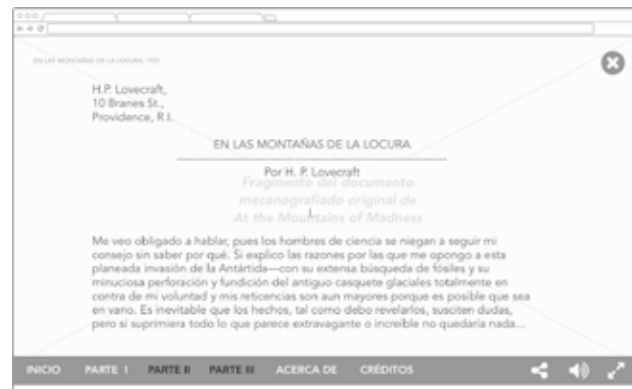 EN LAS MONTAÑAS DE LA LOCURA, 1931
H.P. Lovecraft,
10 Branes St.,
Providence, R.I.
EN LAS MONTAÑAS DE LA LOCURA
Por H. P. Lovecraft
Fragmento del documento
mecanografiado original de
At the Mountains of Madness
Me veo obligado a hablar, pues los hombres de ciencia se niegan a seguir mi
consejo sin saber por qué. Si explico las razones por las que me opongo a esta
planeada invasión de la Antártida—con su extensa búsqueda de fósiles y su
minuciosa perforación y fundición del antiguo casquete glaciales totalmente en
contra de mi voluntad y mis reticencias son aun mayores porque es posible que sea
en vano. Es inevitable que los hechos, tal como debo revelarlos, susciten dudas,
pero si suprimiera todo lo que parece extravagante o increíble no quedaría nada...
INICIO PARTE I PARTE II PARTE III ACERCA DE CRÉDITOS